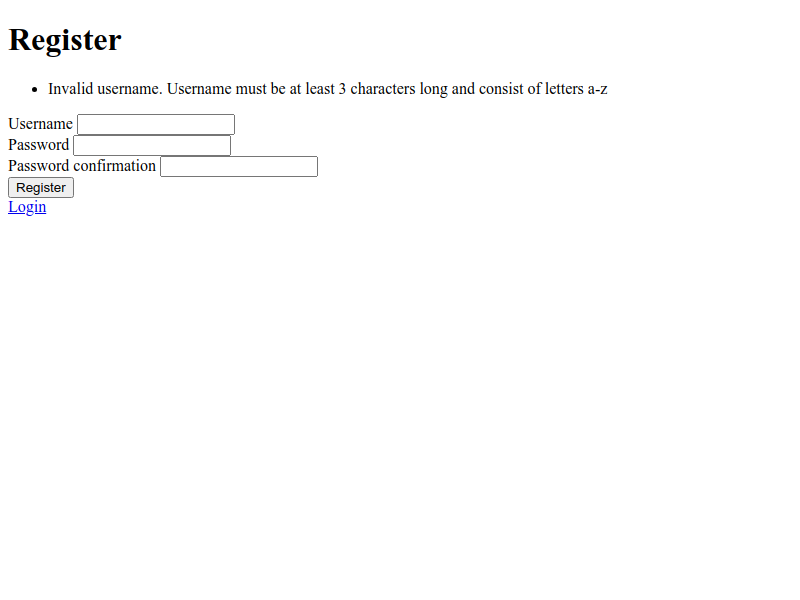 Register
Invalid username. Username must be at least 3 characters long and consist of letters a-z
Username
Password
Password confirmation
Register
Login